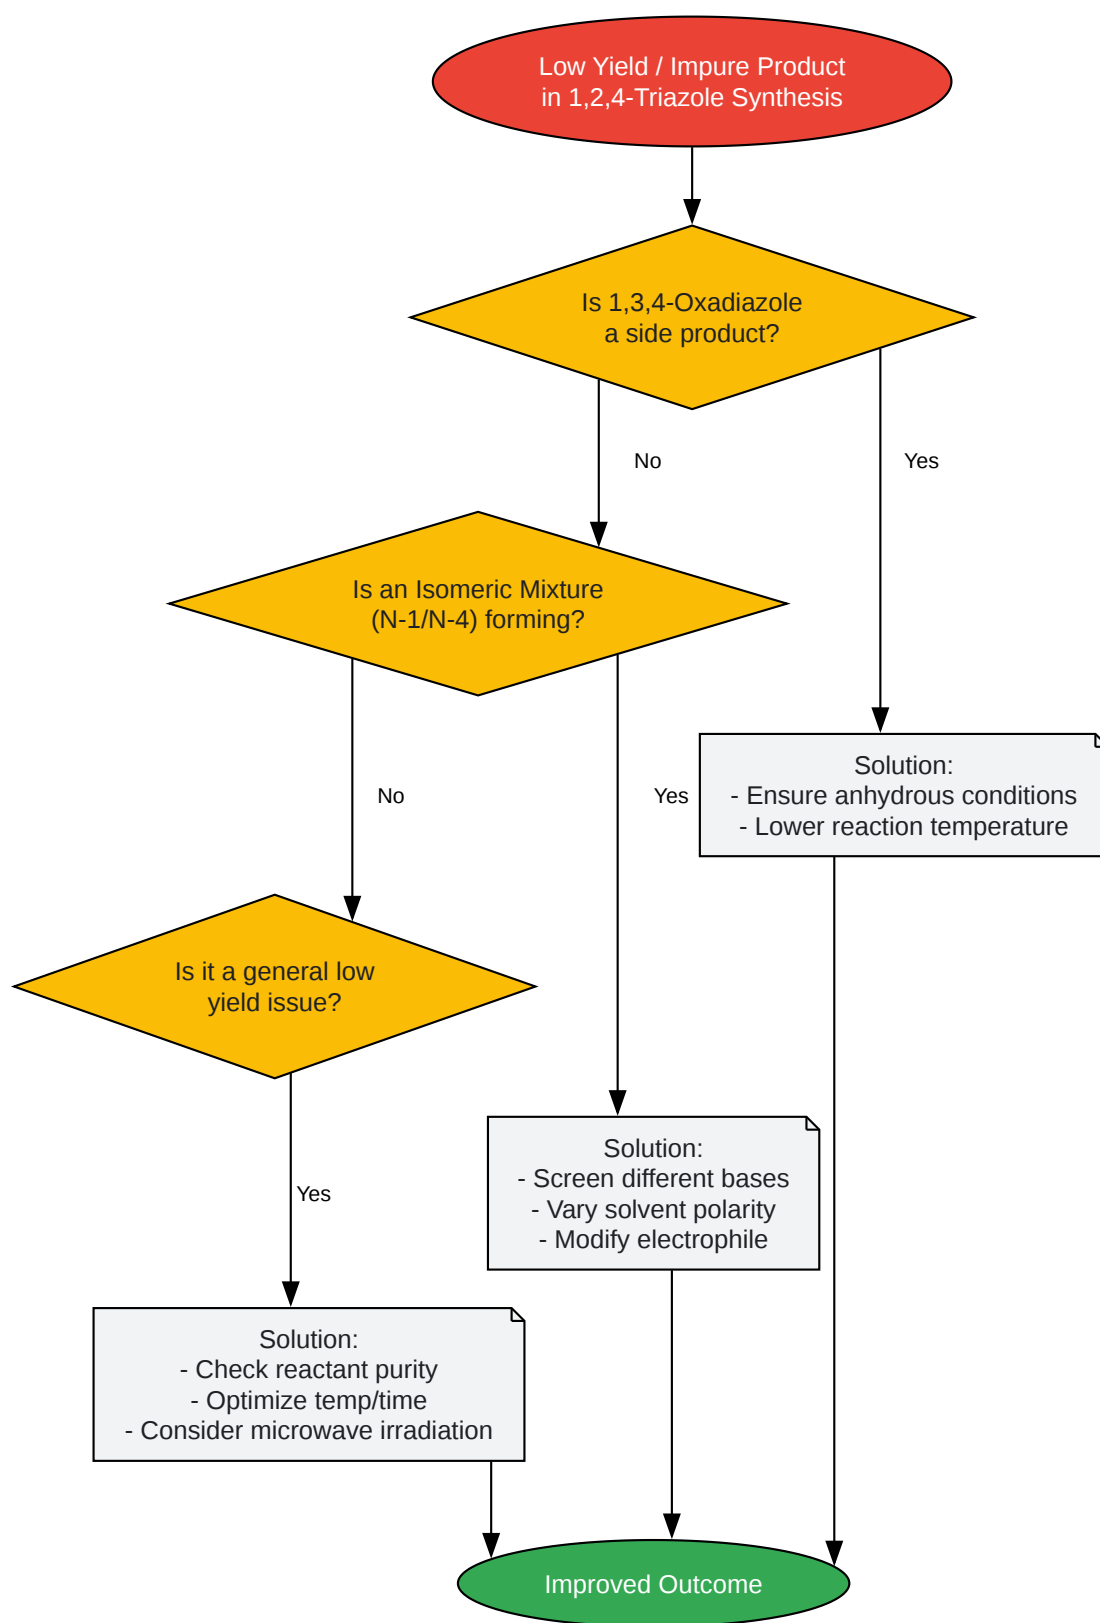 Low Yield / Impure Product
in 1,2,4-Triazole Synthesis
Is 1,3,4-Oxadiazole
a side product?
No
Yes
Is an Isomeric Mixture
(N-1/N-4) forming?
No
Yes
Solution:
- Ensure anhydrous conditions
- Lower reaction temperature
Is it a general low
yield issue?
Yes
Solution:
- Screen different bases
- Vary solvent polarity
- Modify electrophile
Solution:
- Check reactant purity
- Optimize temp/time
- Consider microwave irradiation
Improved Outcome